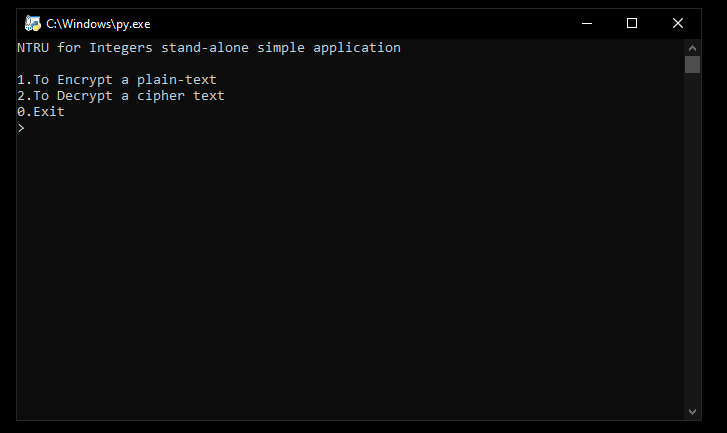 C:\Windows\py.exe
NTRU for Integers stand-alone simple application
1.To Encrypt a plain-text
2.To Decrypt a cipher text
0.Exit
>